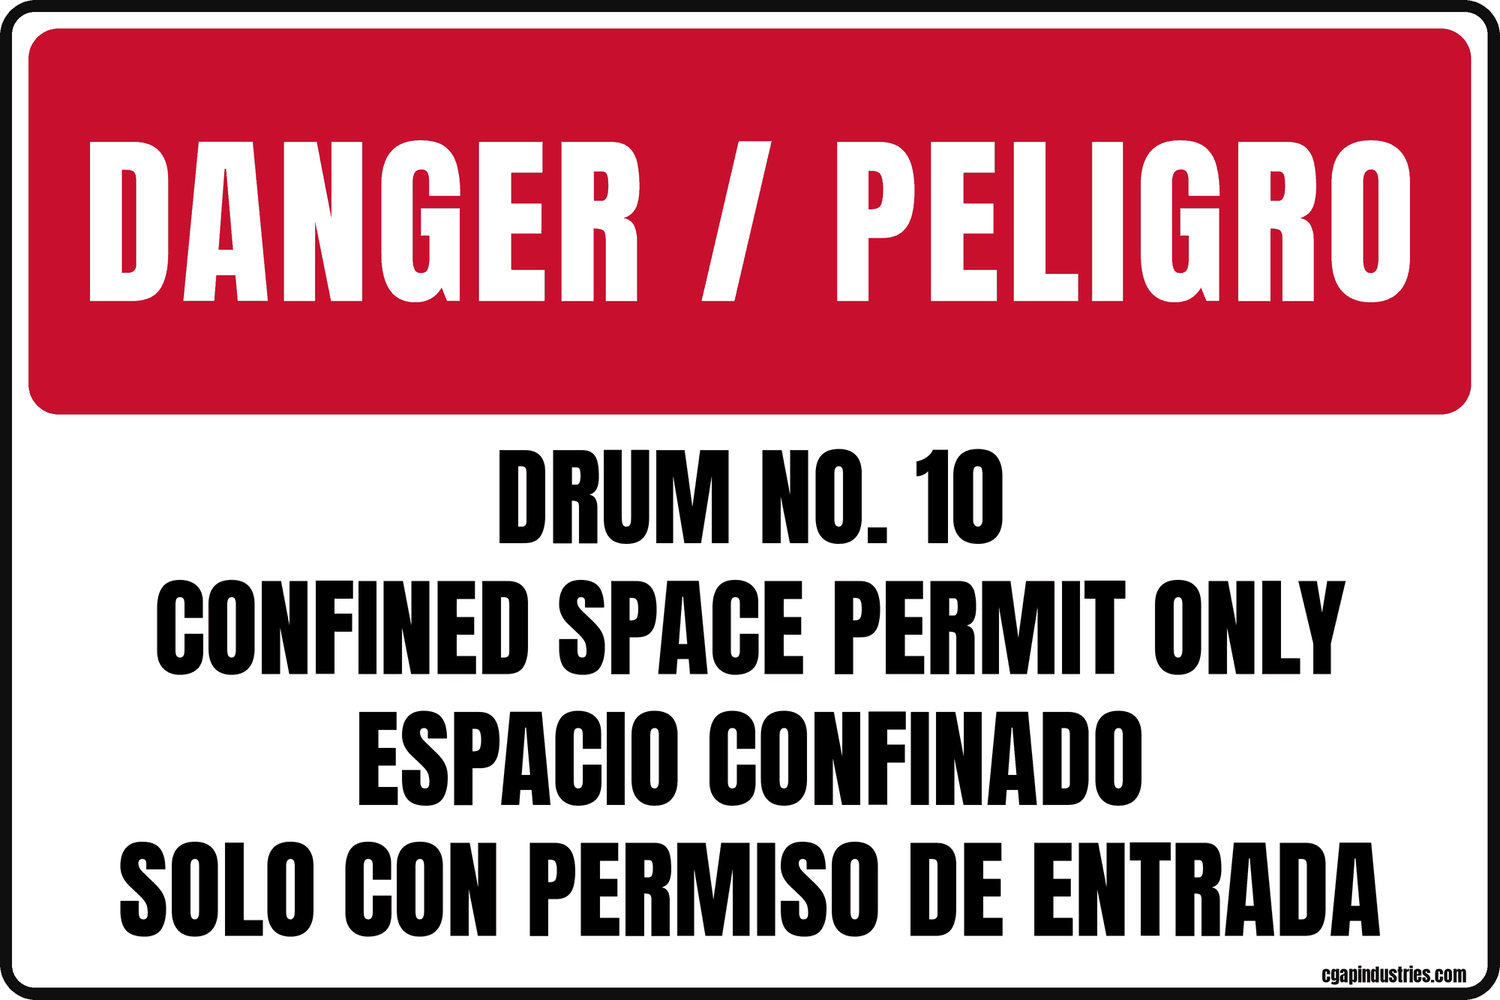 DANGER / PELIGRO
DRUM NO. 10
CONFINED SPACE PERMIT ONLY
ESPACIO CONFINADO
SOLO CON PERMISO DE ENTRADA
cgapindustries.com